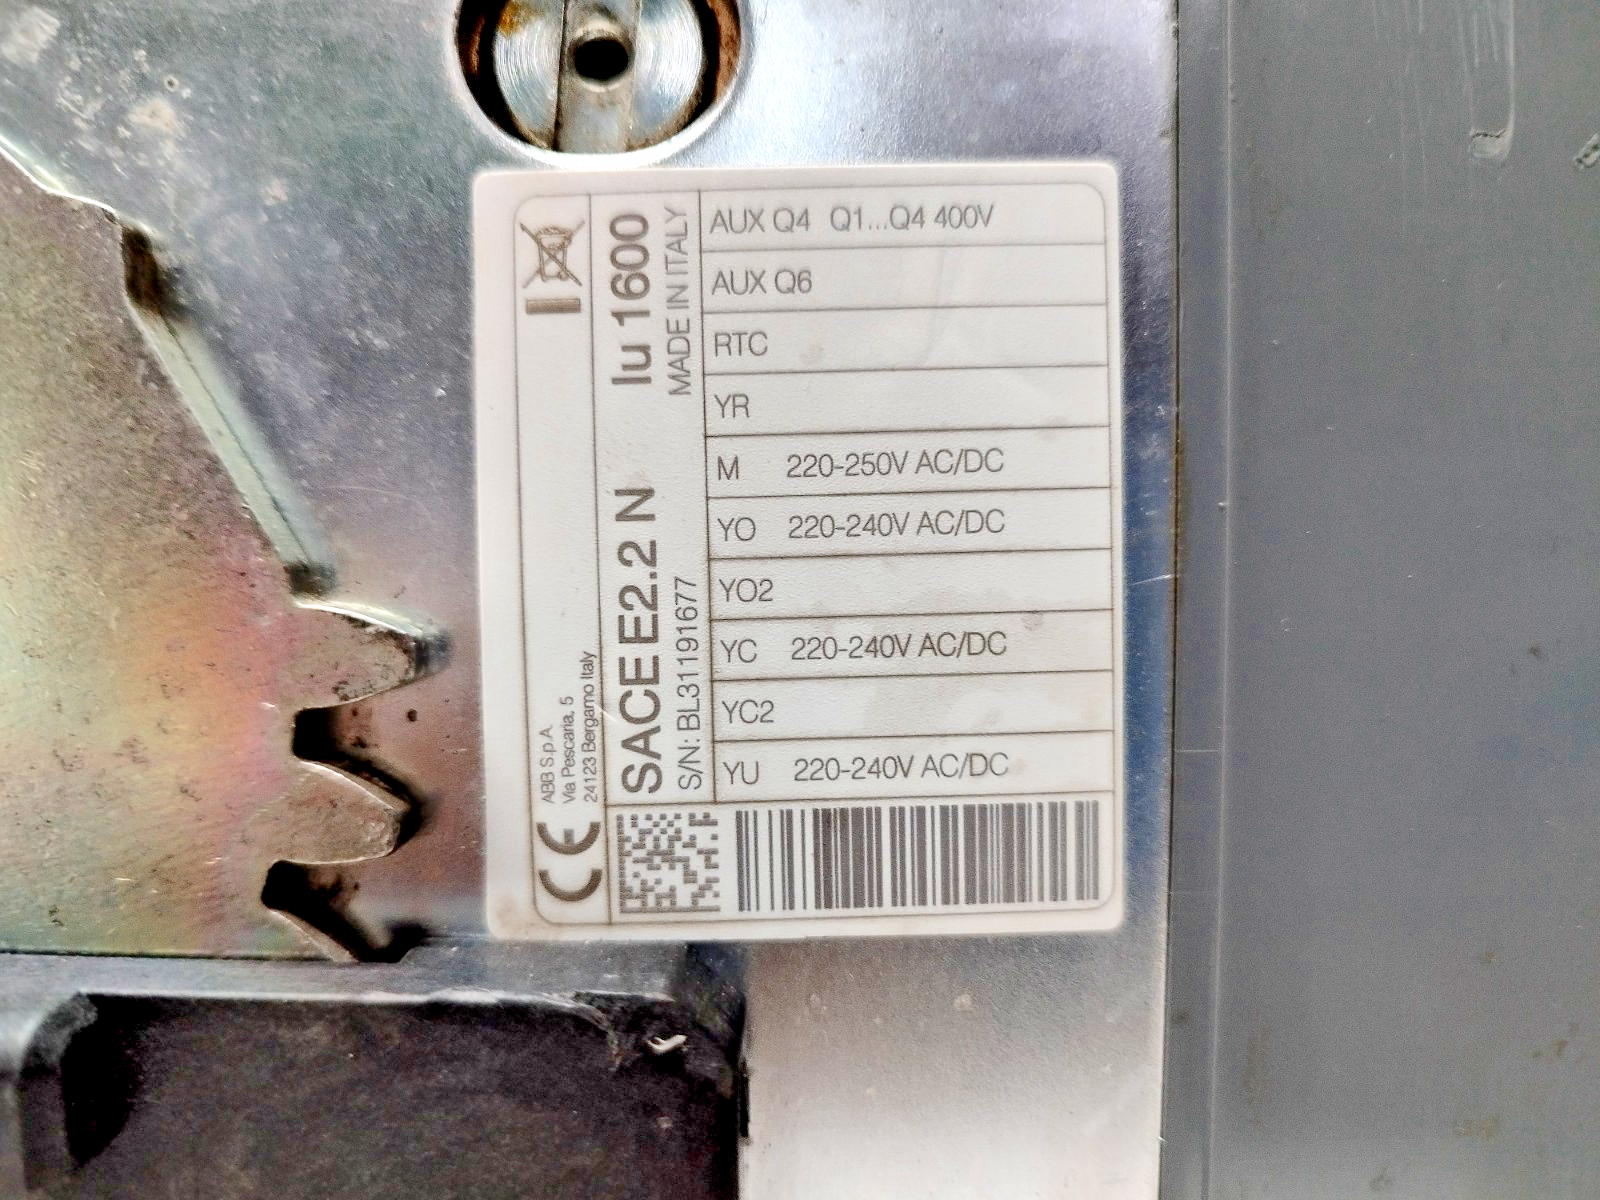 AUX Q4 Q1...Q4 400V
AUX Q6
RTC
YR
M 220-250V AC/DC
YO 220-240V AC/DC
YO2
YC 220-240V AC/DC
YC2
YU 220-240V AC/DC
SACE E2.2 N Iu 1600
S/N: BL31191677 MADE IN ITALY
ABB S.p.A.
Via Pescaria, 5
24123 Bergamo Italy
CE